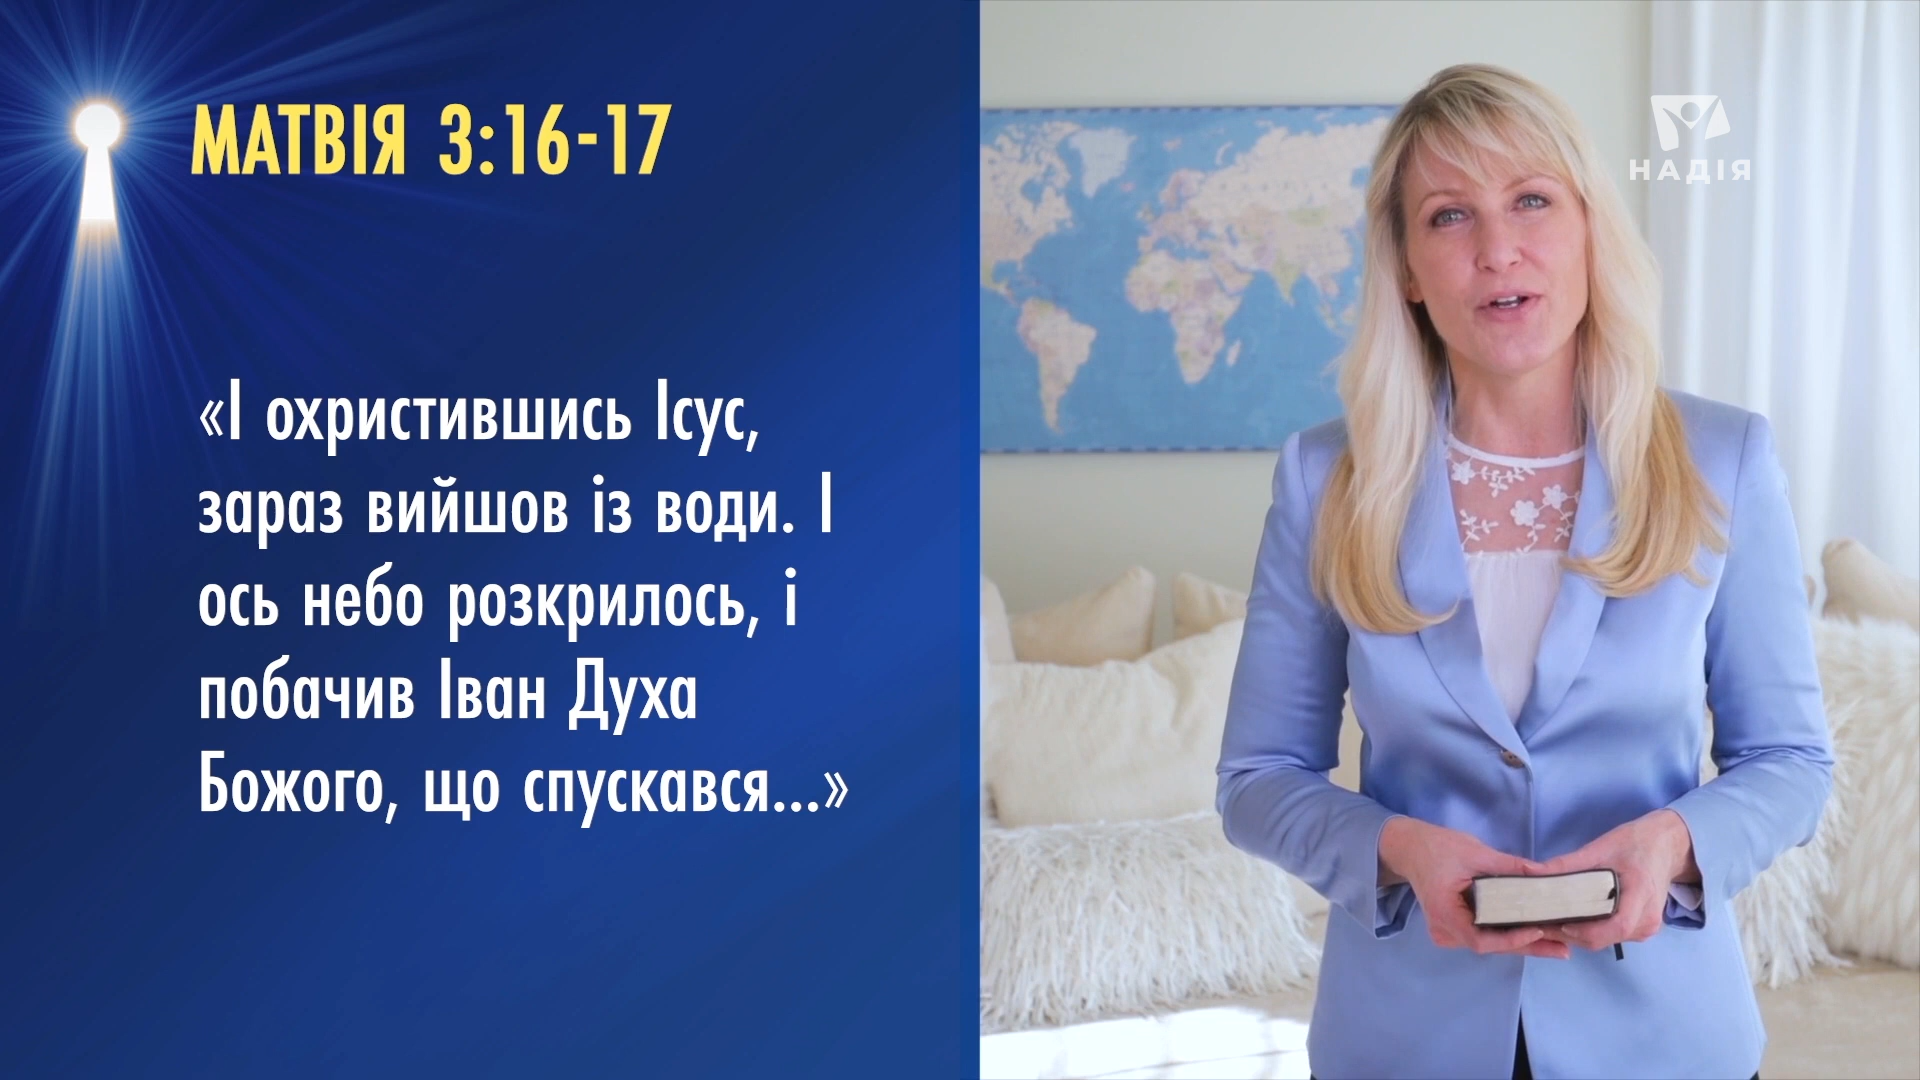 МАТВІЯ 3:16-17
«І охристившись Ісус,
зараз вийшов із води. І
ось небо розкрилось, і
побачив Іван Духа
Божого, що спускався...»
НАДІЯ